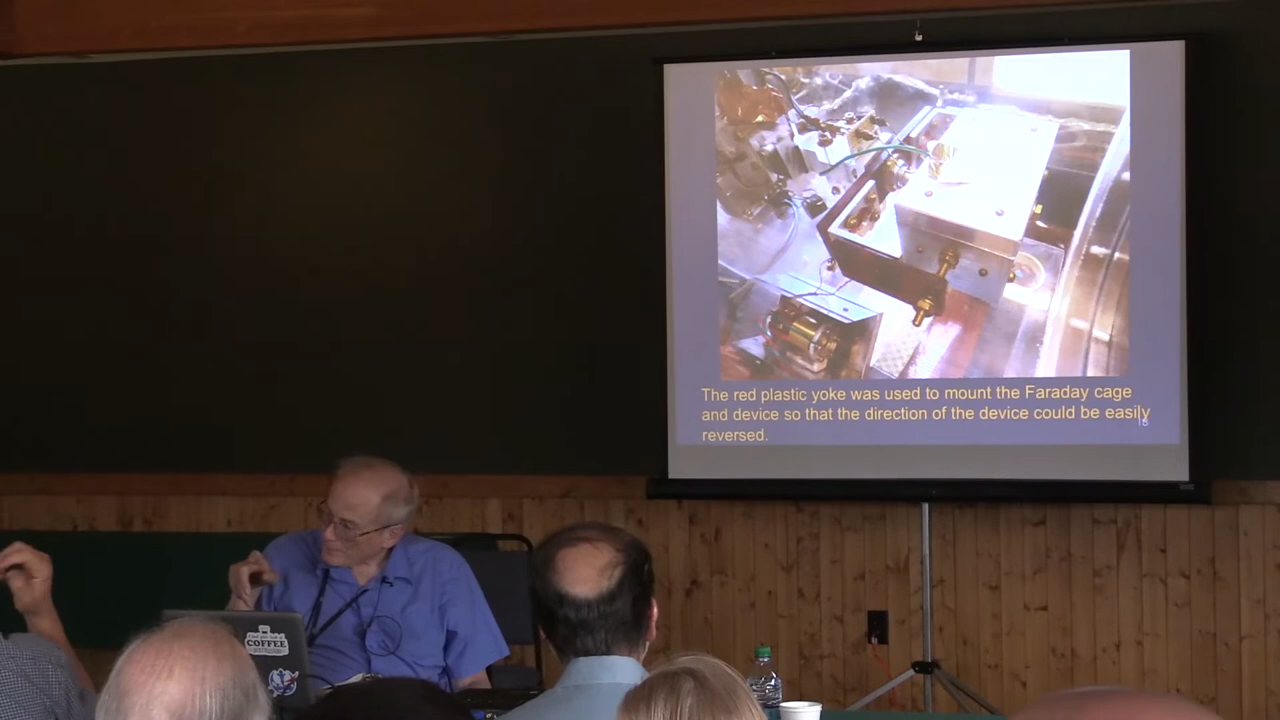 The red plastic yoke was used to mount the Faraday cage
and device so that the direction of the device could be easily
reversed.
18
COFFEE